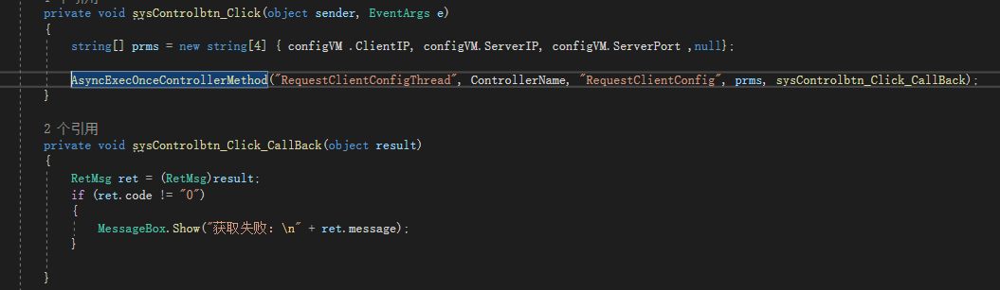 private void sysControlbtn_Click(object sender, EventArgs e)
{
string[] prms = new string[4] { configVM .ClientIP, configVM.ServerIP, configVM.ServerPort ,null};
AsyncExecOnceControllerMethod("RequestClientConfigThread", ControllerName, "RequestClientConfig", prms, sysControlbtn_Click_CallBack);
}
2 个引用
private void sysControlbtn_Click_CallBack(object result)
{
RetMsg ret = (RetMsg)result;
if (ret.code != "0")
{
MessageBox.Show("获取失败：\n" + ret.message);
}
}